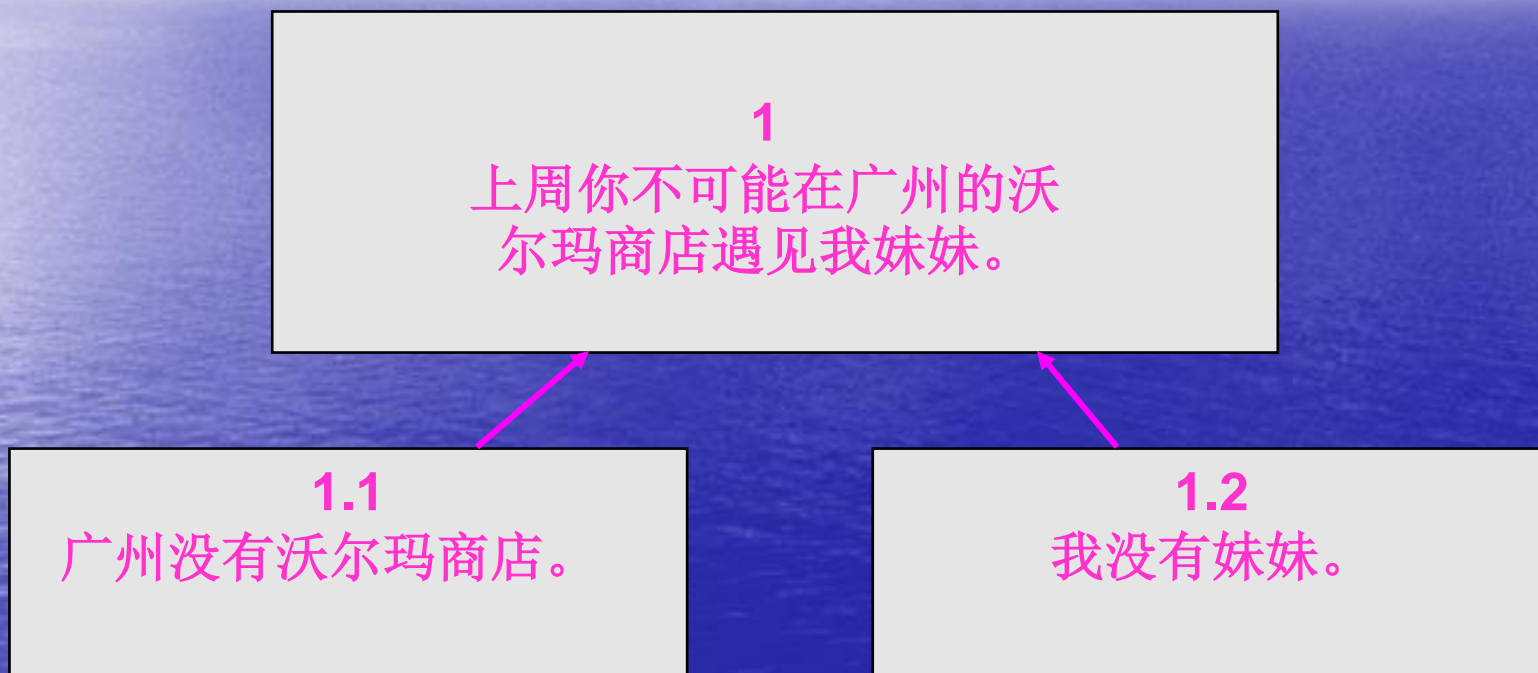 1
上周你不可能在广州的沃
尔玛商店遇见我妹妹。
1.1
广州没有沃尔玛商店。
1.2
我没有妹妹。